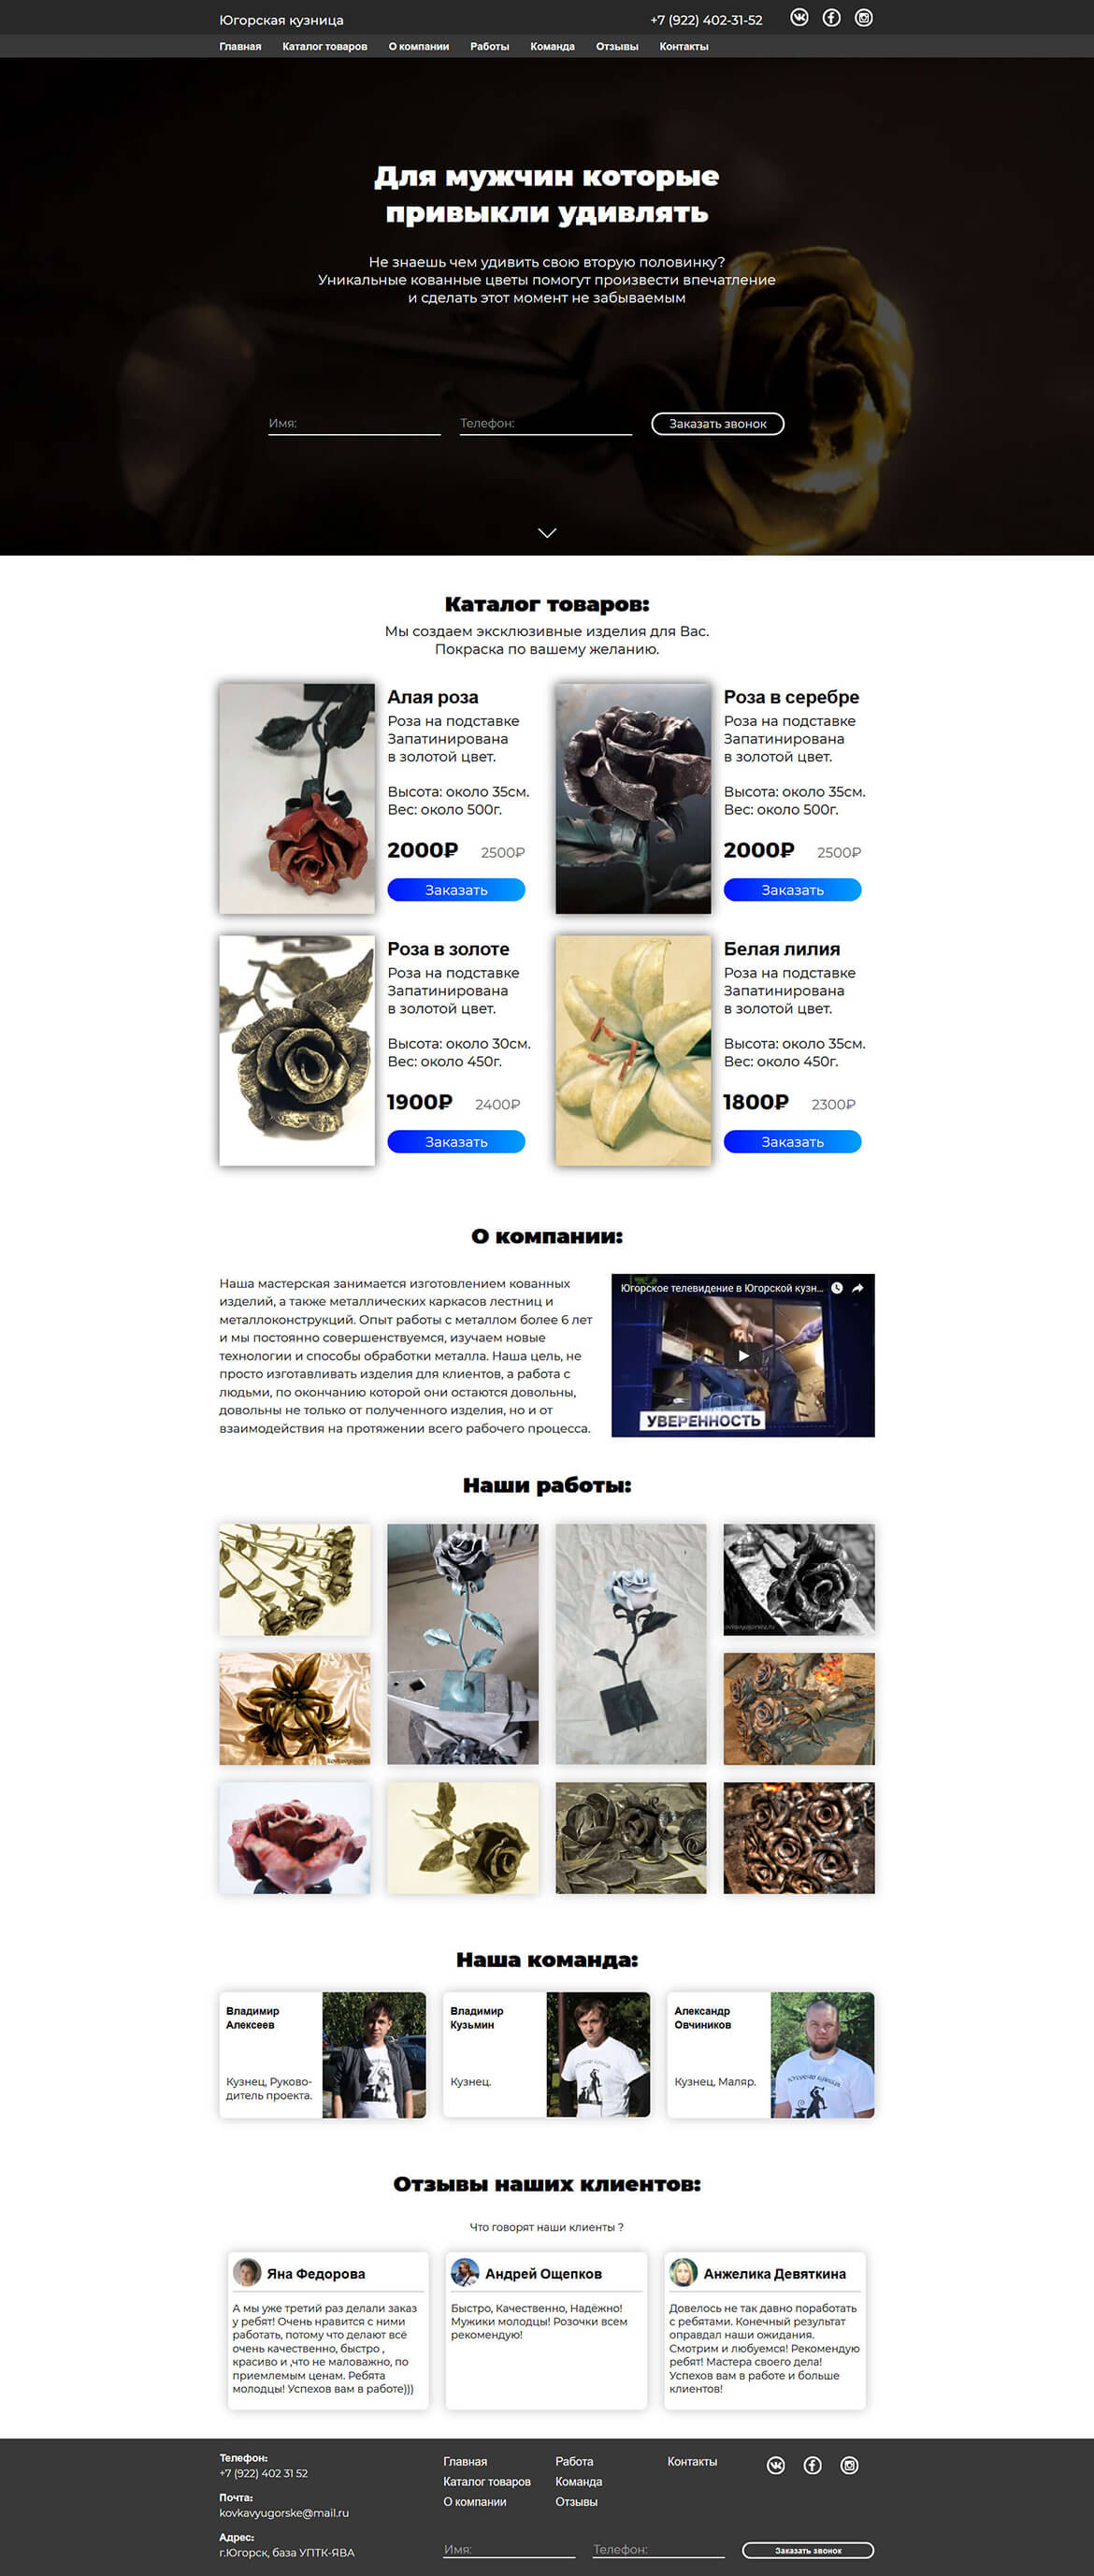 Югорская кузница
+7 (922) 402-31-52
Главная Каталог товаров О компании Работы Команда Отзывы Контакты
Для мужчин которые
привыкли удивлять
Не знаешь чем удивить свою вторую половинку?
Уникальные кованные цветы помогут произвести впечатление
и сделать этот момент не забываемым
Имя: Телефон: Заказать звонок
Каталог товаров:
Мы создаем эксклюзивные изделия для Вас.
Покраска по вашему желанию.
Алая роза
Роза на подставке
Запатинирована
в золотой цвет.
Высота: около 35см.
Вес: около 500г.
2000₽ 2500₽
Заказать
Роза в серебре
Роза на подставке
Запатинирована
в золотой цвет.
Высота: около 35см.
Вес: около 500г.
2000₽ 2500₽
Заказать
Роза в золоте
Роза на подставке
Запатинирована
в золотой цвет.
Высота: около 30см.
Вес: около 450г.
1900₽ 2400₽
Заказать
Белая лилия
Роза на подставке
Запатинирована
в золотой цвет.
Высота: около 35см.
Вес: около 450г.
1800₽ 2300₽
Заказать
О компании:
Наша мастерская занимается изготовлением кованных
изделий, а также металлических каркасов лестниц и
металлоконструкций. Опыт работы с металлом более 6 лет
и мы постоянно совершенствуемся, изучаем новые
технологии и способы обработки металла. Наша цель, не
просто изготавливать изделия для клиентов, а работа с
людьми, по окончанию которой они остаются довольны,
довольны не только от полученного изделия, но и от
взаимодействия на протяжении всего рабочего процесса.
Югорское телевидение в Югорской кузн...
УВЕРЕННОСТЬ
Наши работы:
Наша команда:
Владимир
Алексеев
Кузнец, Руково-
дитель проекта.
Владимир
Кузьмин
Кузнец.
Александр
Овчиников
Кузнец, Маляр.
Отзывы наших клиентов:
Что говорят наши клиенты ?
Яна Федорова
А мы уже третий раз делали заказ
у ребят! Очень нравится с ними
работать, потому что делают всё
очень качественно, быстро ,
красиво и ,что не маловажно, по
приемлемым ценам. Ребята
молодцы! Успехов вам в работе)))
Андрей Ощепков
Быстро, Качественно, Надёжно!
Мужики молодцы! Розочки всем
рекомендую!
Анжелика Девяткина
Довелось не так давно поработать
с ребятами. Конечный результат
оправдал наши ожидания.
Смотрим и любуемся! Рекомендую
ребят! Мастера своего дела!
Успехов вам в работе и больше
клиентов!
Телефон:
+7 (922) 402 31 52
Почта:
kovkavyugorske@mail.ru
Адрес:
г.Югорск, база УПТК-ЯВА
Главная Работа Контакты
Каталог товаров Команда
О компании Отзывы
Имя: Телефон: Заказать звонок